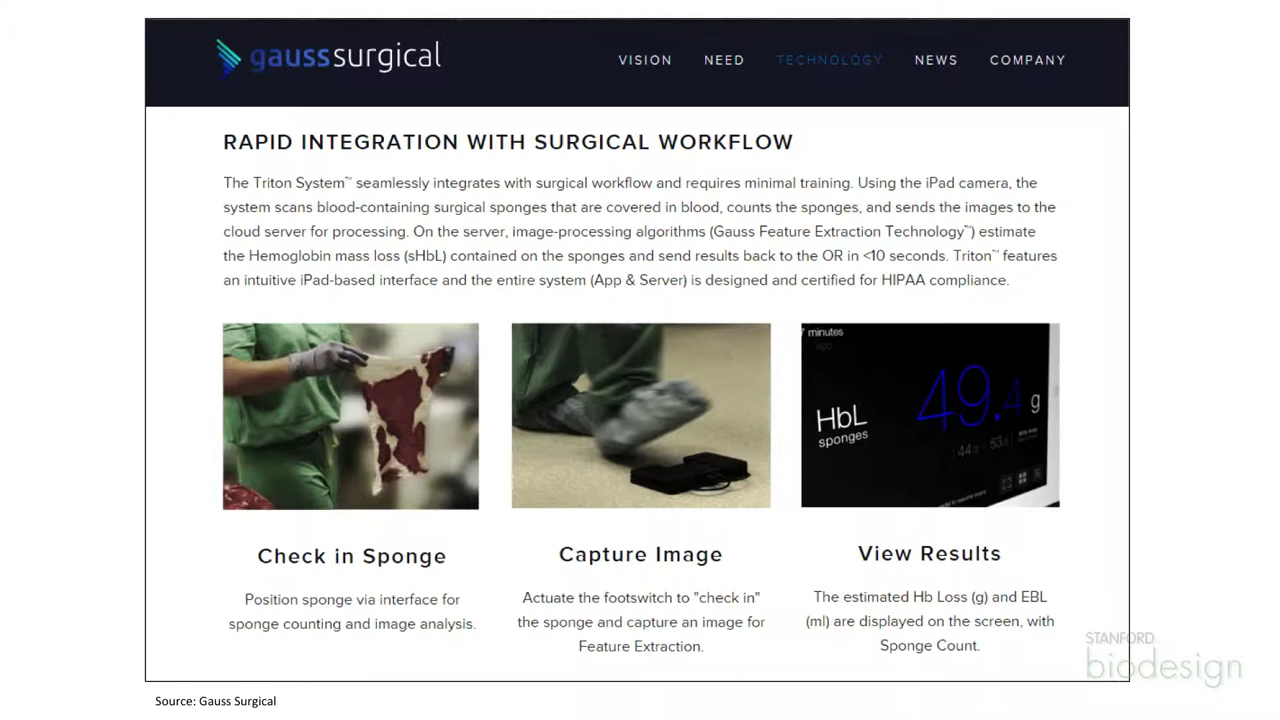 gausssurgical
VISION NEED TECHNOLOGY NEWS COMPANY
RAPID INTEGRATION WITH SURGICAL WORKFLOW
The Triton System™ seamlessly integrates with surgical workflow and requires minimal training. Using the iPad camera, the
system scans blood-containing surgical sponges that are covered in blood, counts the sponges, and sends the images to the
cloud server for processing. On the server, image-processing algorithms (Gauss Feature Extraction Technology™) estimate
the Hemoglobin mass loss (sHbL) contained on the sponges and send results back to the OR in <10 seconds. Triton™ features
an intuitive iPad-based interface and the entire system (App & Server) is designed and certified for HIPAA compliance.
minutes
HbL
sponges
49.4 g
Check in Sponge
Position sponge via interface for
sponge counting and image analysis.
Capture Image
Actuate the footswitch to "check in"
the sponge and capture an image for
Feature Extraction.
View Results
The estimated Hb Loss (g) and EBL
(ml) are displayed on the screen, with
Sponge Count.
STANFORD
biodesign
Source: Gauss Surgical